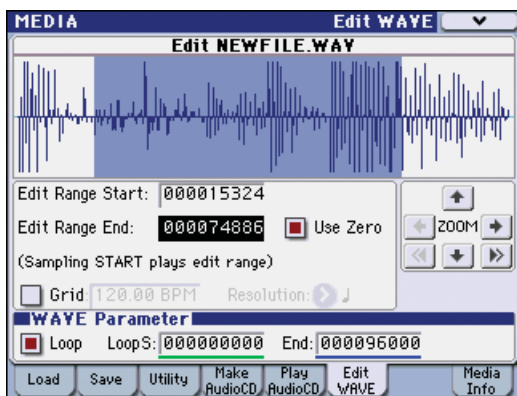 MEDIA Edit WAVE
Edit NEWFILE.WAV
Edit Range Start: 000015324
Edit Range End: 000074886 Use Zero
ZOOM
(Sampling START plays edit range)
Grid: 120.00 BPM Resolution:
WAVE Parameter
Loop LoopS: 000000000 End: 000096000
Load Save Utility Make AudioCD Play AudioCD Edit WAVE Media Info